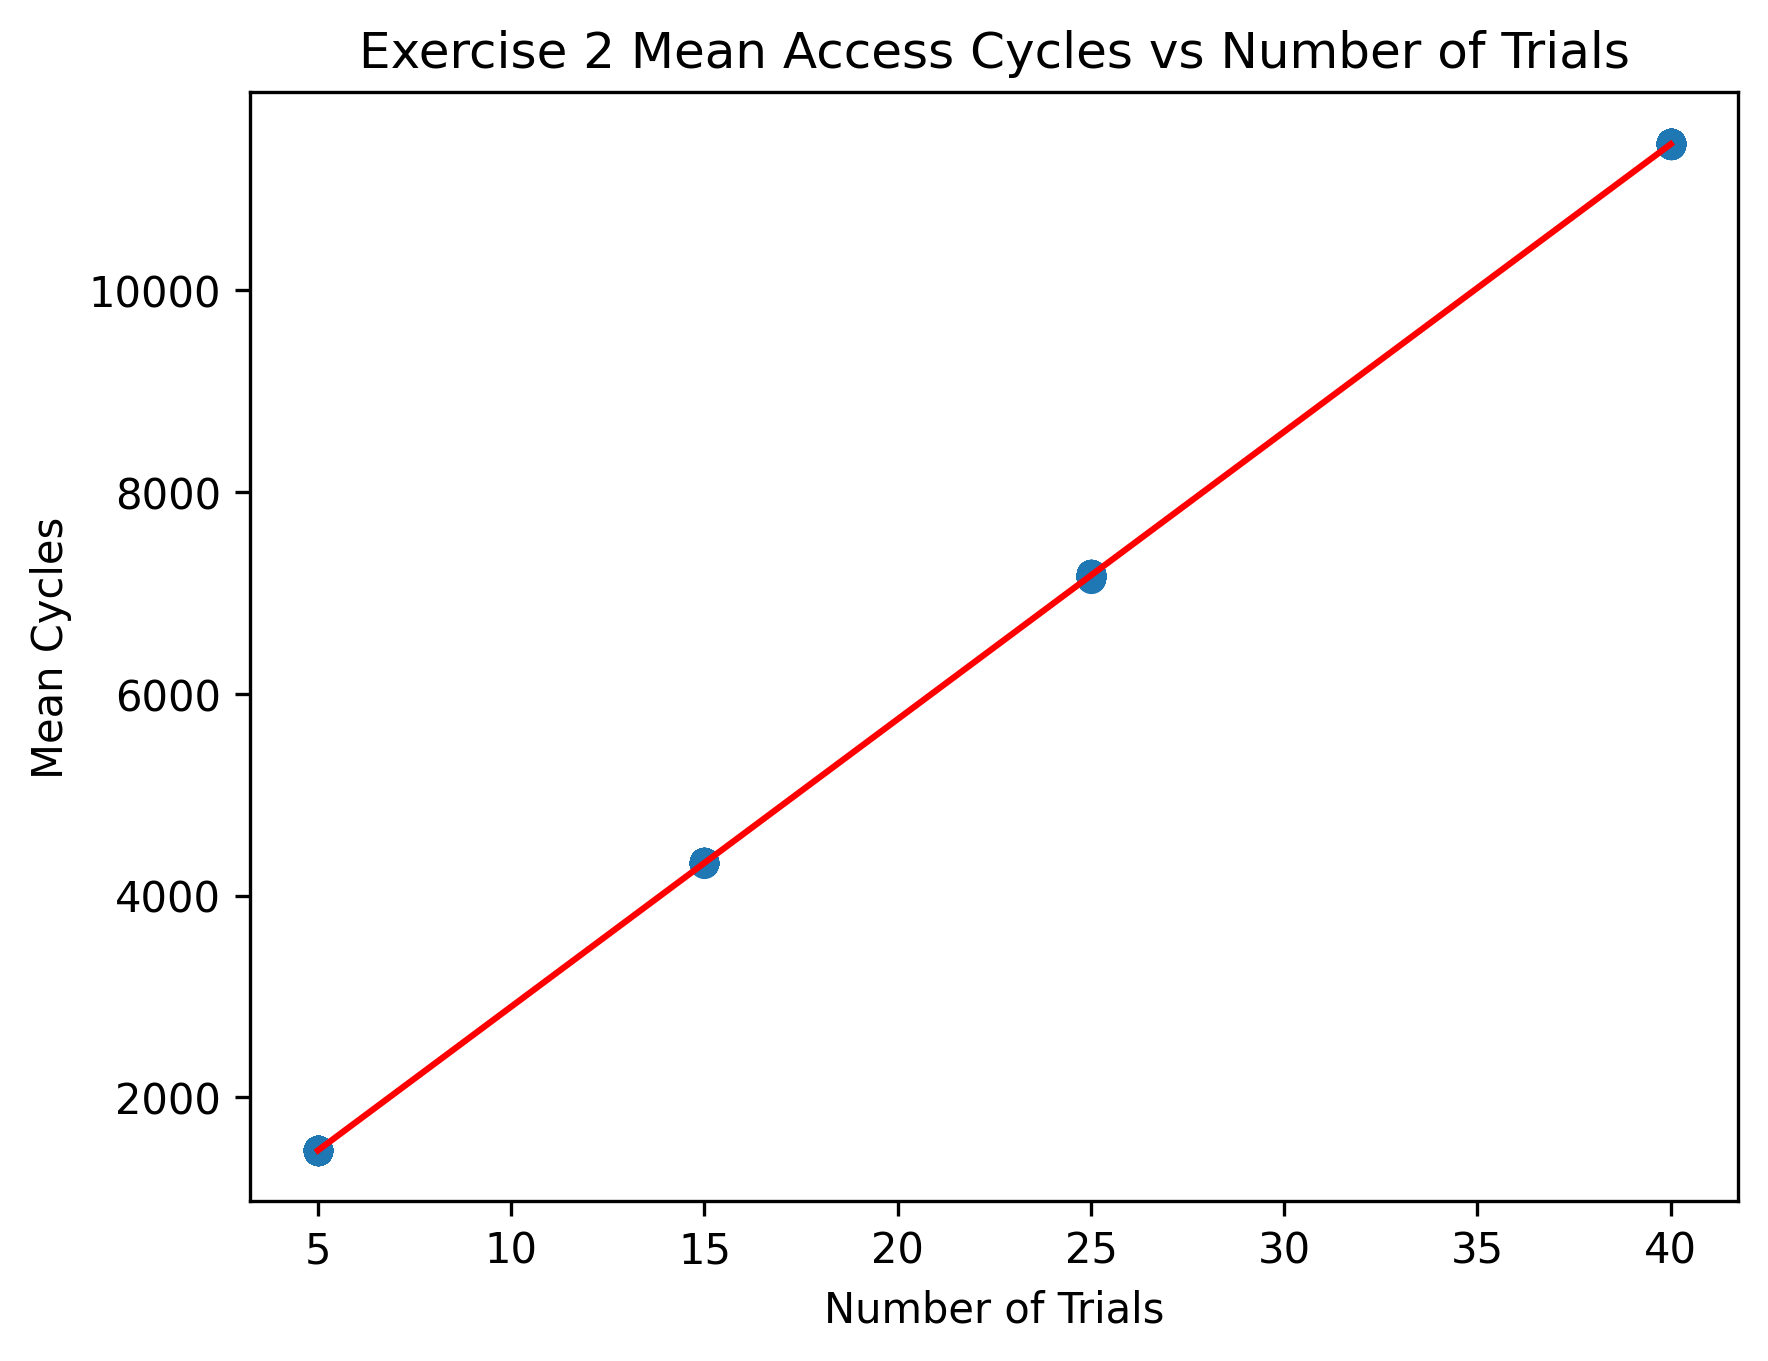 Exercise 2 Mean Access Cycles vs Number of Trials
Mean Cycles
10000
8000
6000
4000
2000
5 10 15 20 25 30 35 40
Number of Trials